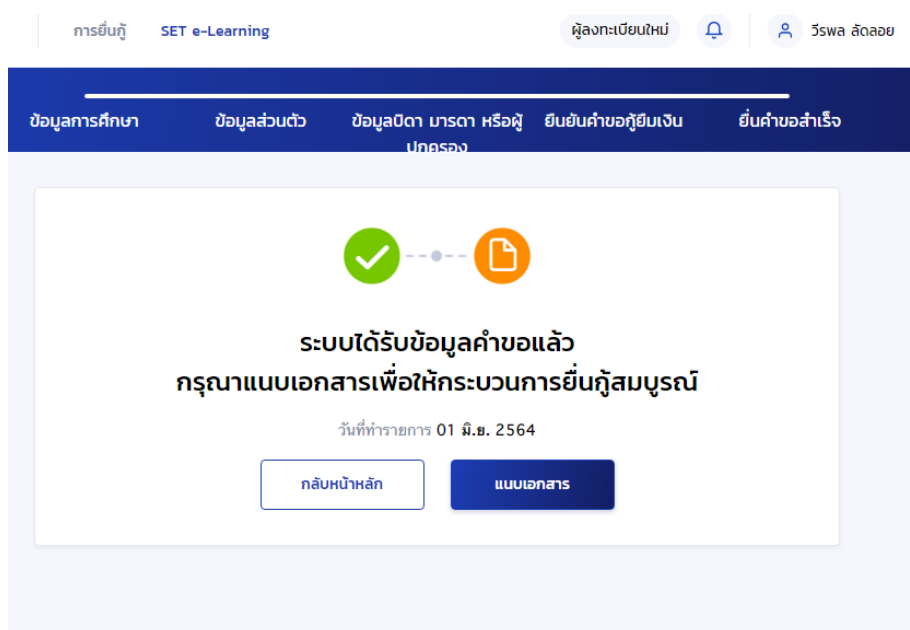 การยื่นกู้ SET e-Learning ผู้ลงทะเบียนใหม่ วีรพล ลัดลอย
ข้อมูลการศึกษา ข้อมูลส่วนตัว ข้อมูลบิดา มารดา หรือผู้ ยืนยันคำขอกู้ยืมเงิน ยื่นคำขอสำเร็จ
ปกครอง
ระบบได้รับข้อมูลคำขอแล้ว
กรุณาแนบเอกสารเพื่อให้กระบวนการยื่นกู้สมบูรณ์
วันที่ทำรายการ 01 มิ.ย. 2564
กลับหน้าหลัก แนบเอกสาร